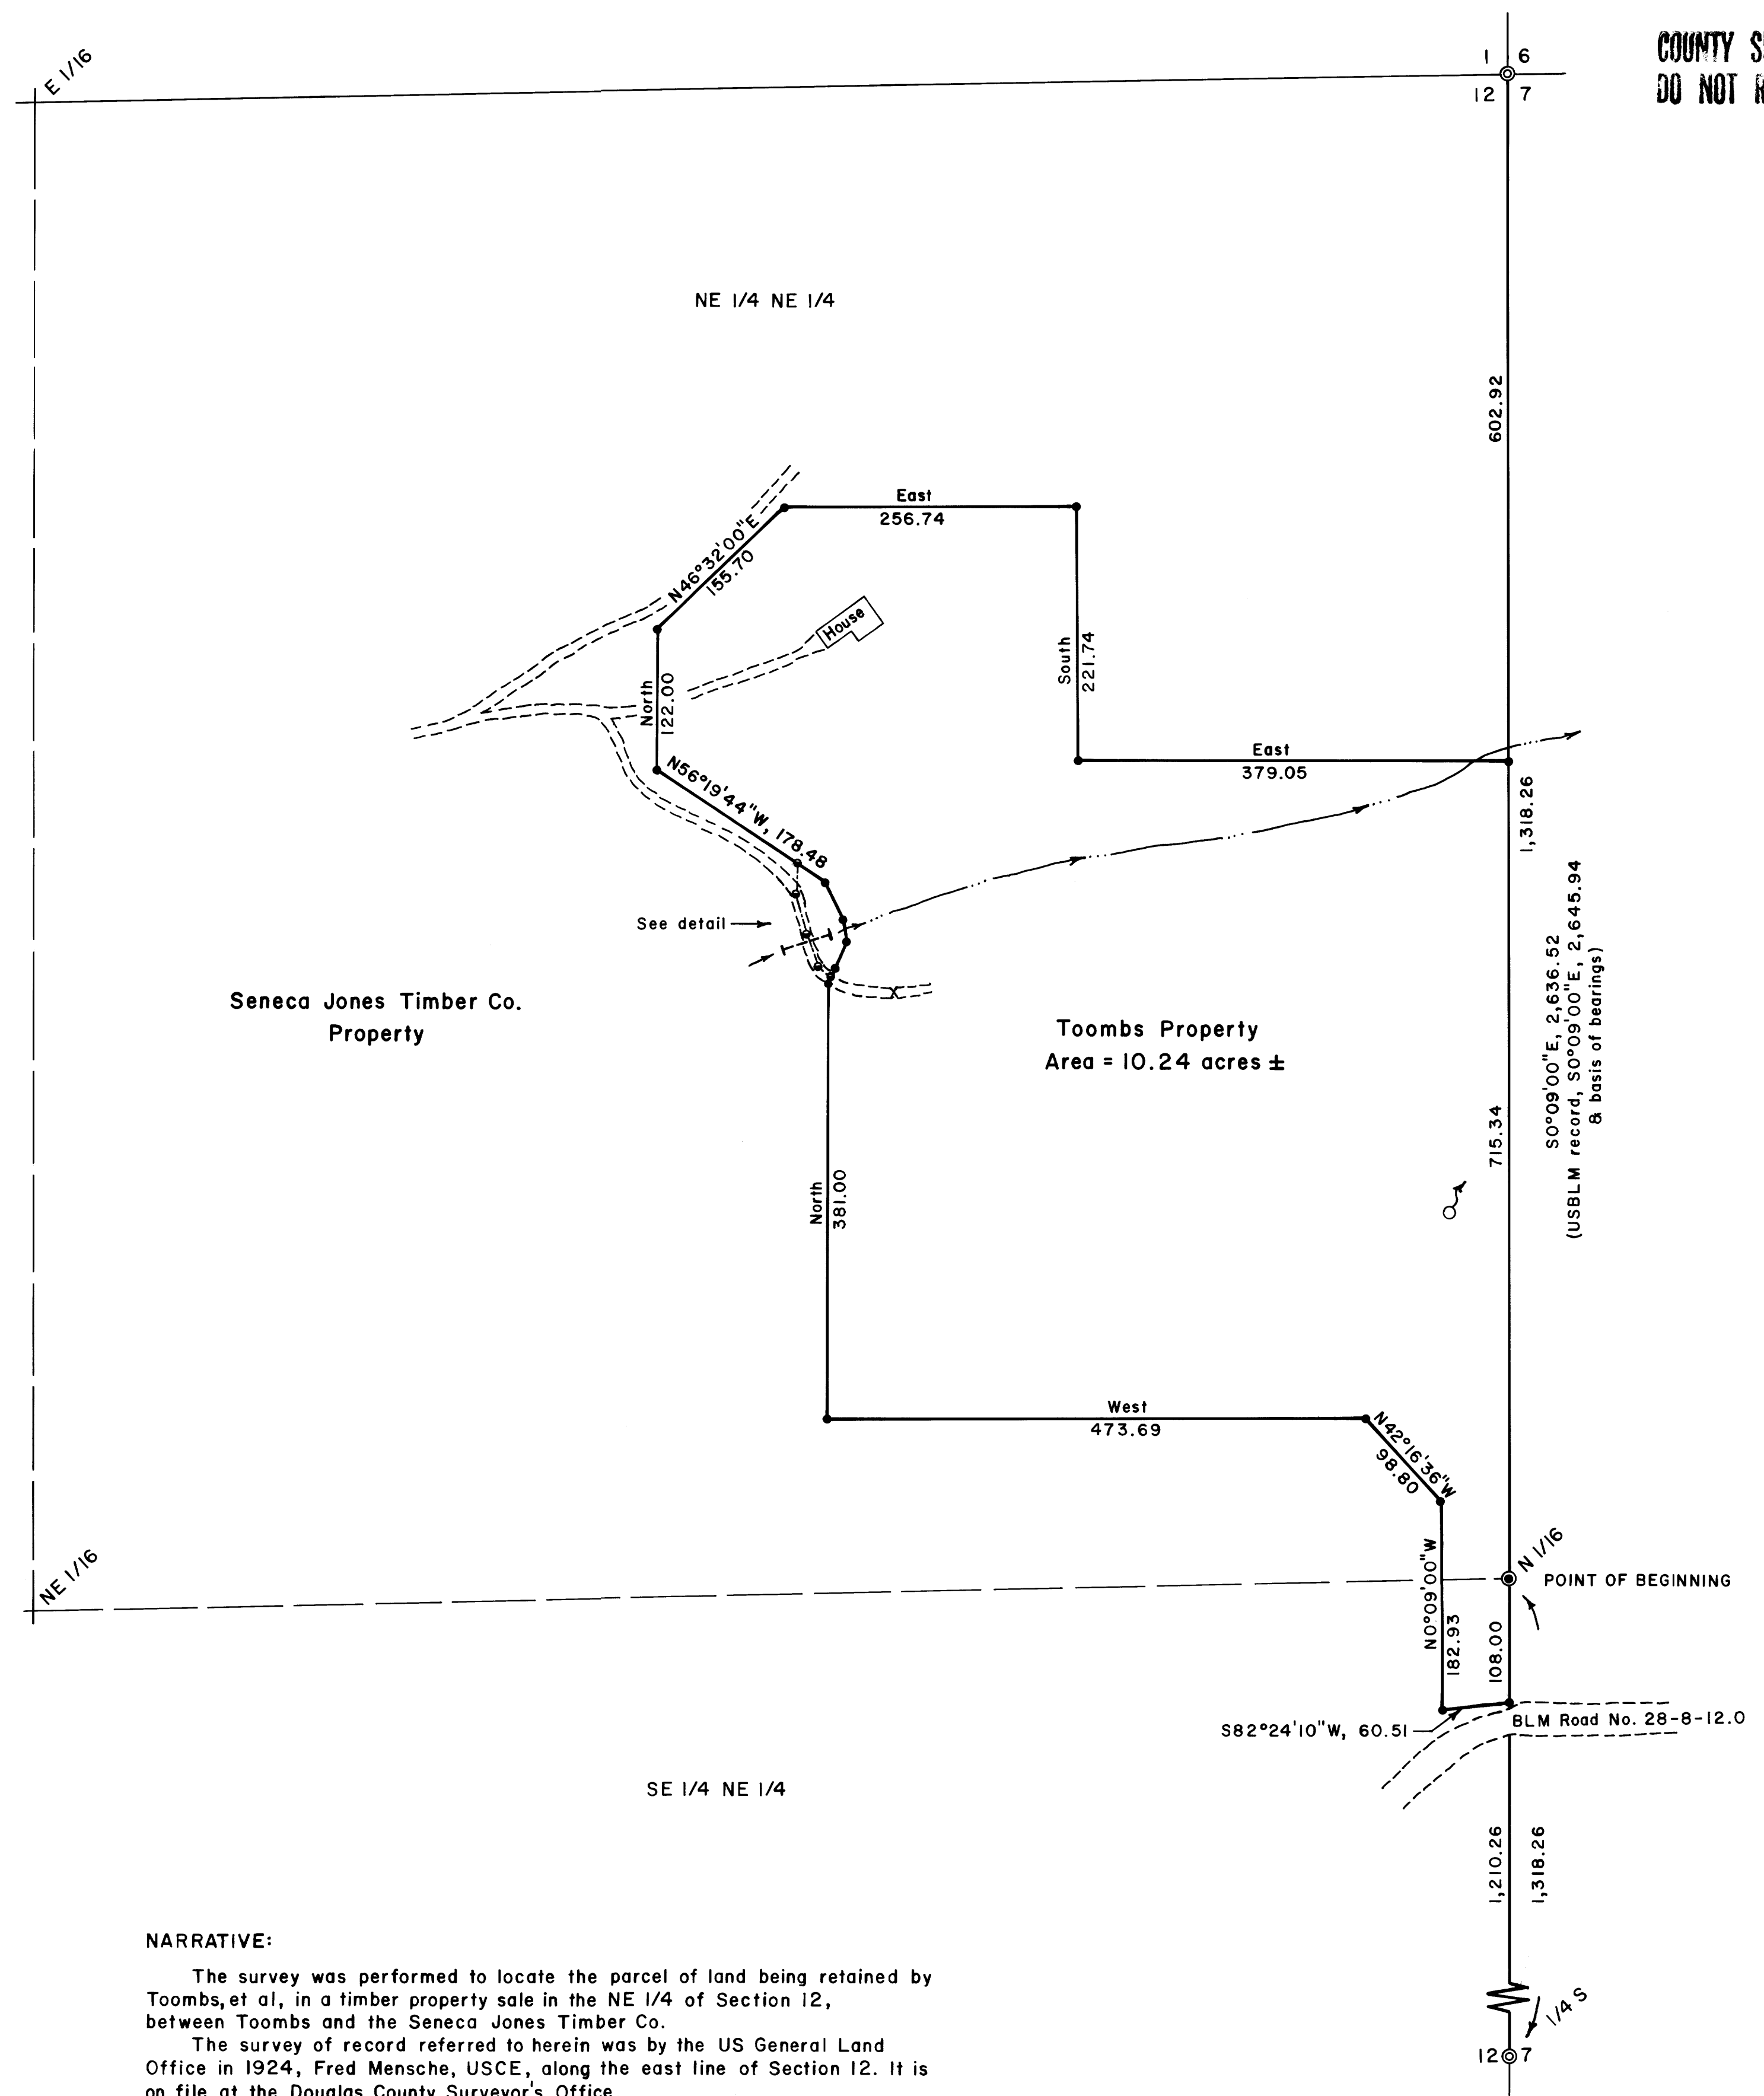 COUNTY S
DO NOT R
E 1/16
1 6
12 7
NE 1/4 NE 1/4
602.92
East
256.74
N46°32'00"E
155.70
House
South
221.74
North
122.00
East
379.05
1,318.26
N56°19'44"W, 178.48
See detail
S0°09'00"E, 2,636.52
(USBLM record, S0°09'00"E, 2,645.94
& basis of bearings)
Seneca Jones Timber Co.
Property
Toombs Property
Area = 10.24 acres ±
715.34
North
381.00
West
473.69
N42°16'36"W
98.80
NE 1/16
N 1/16
POINT OF BEGINNING
N0°09'00"W
182.93
108.00
S82°24'10"W, 60.51
BLM Road No. 28-8-12.0
SE 1/4 NE 1/4
1,210.26
1,318.26
NARRATIVE:
The survey was performed to locate the parcel of land being retained by
Toombs, et al, in a timber property sale in the NE 1/4 of Section 12,
between Toombs and the Seneca Jones Timber Co.
The survey of record referred to herein was by the US General Land
Office in 1924, Fred Mensche, USCE, along the east line of Section 12. It is
on file at the Douglas County Surveyor's Office
1/4 S
12 7